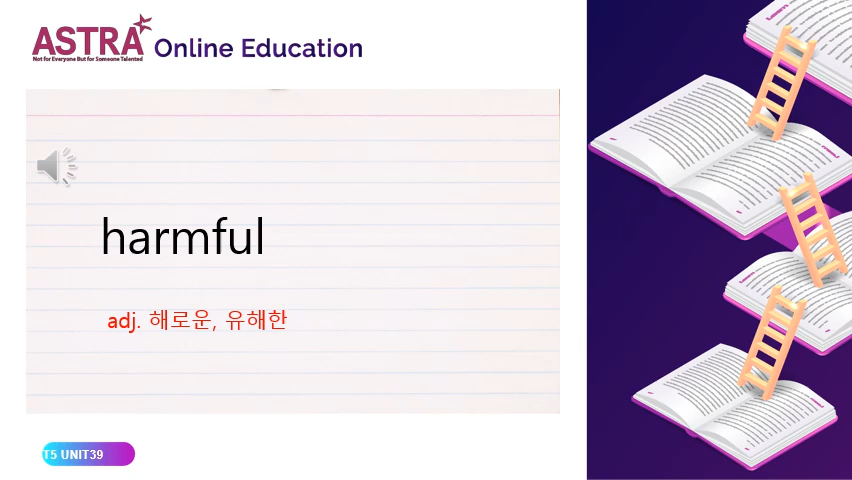 ASTRA
Not for Everyone But for Someone Talented
Online Education
harmful
adj. 해로운, 유해한
T5 UNIT39